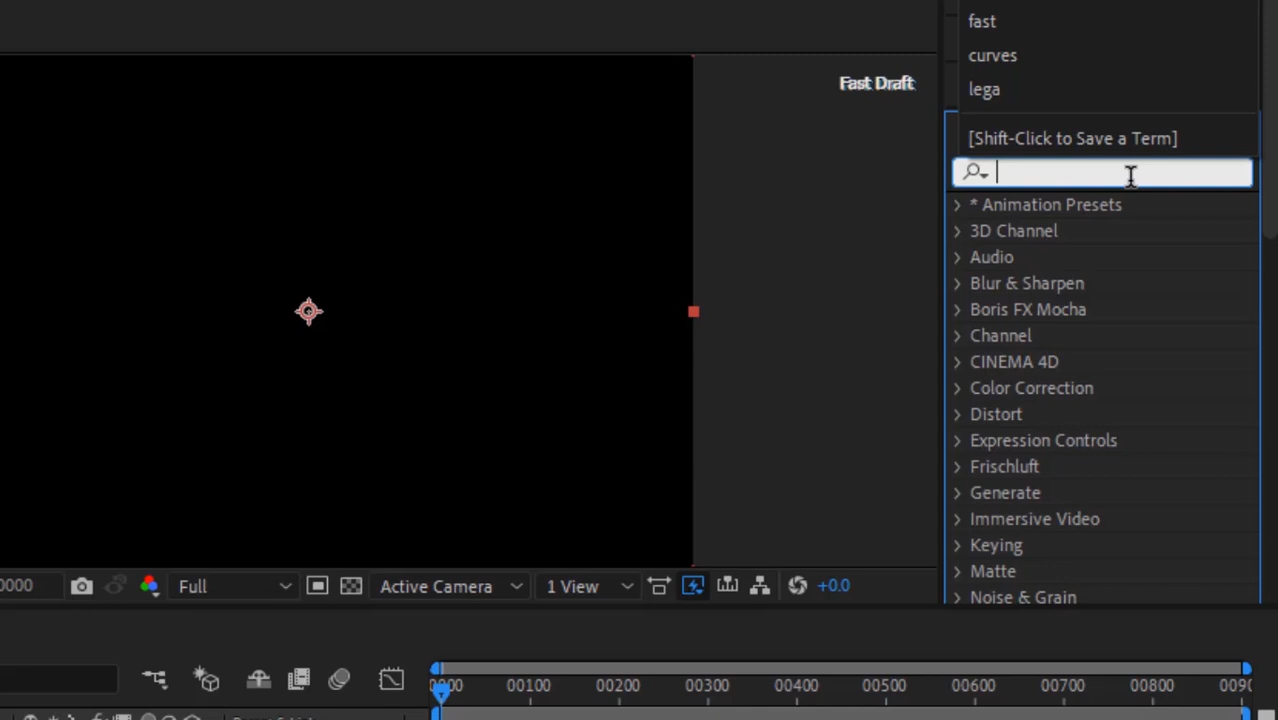 fast
curves
lega
[Shift-Click to Save a Term]
Fast Draft
* Animation Presets
3D Channel
Audio
Blur & Sharpen
Boris FX Mocha
Channel
CINEMA 4D
Color Correction
Distort
Expression Controls
Frischluft
Generate
Immersive Video
Keying
Matte
Noise & Grain
0000 Full Active Camera 1 View +0.0
0000 00100 00200 00300 00400 00500 00600 00700 00800 0090